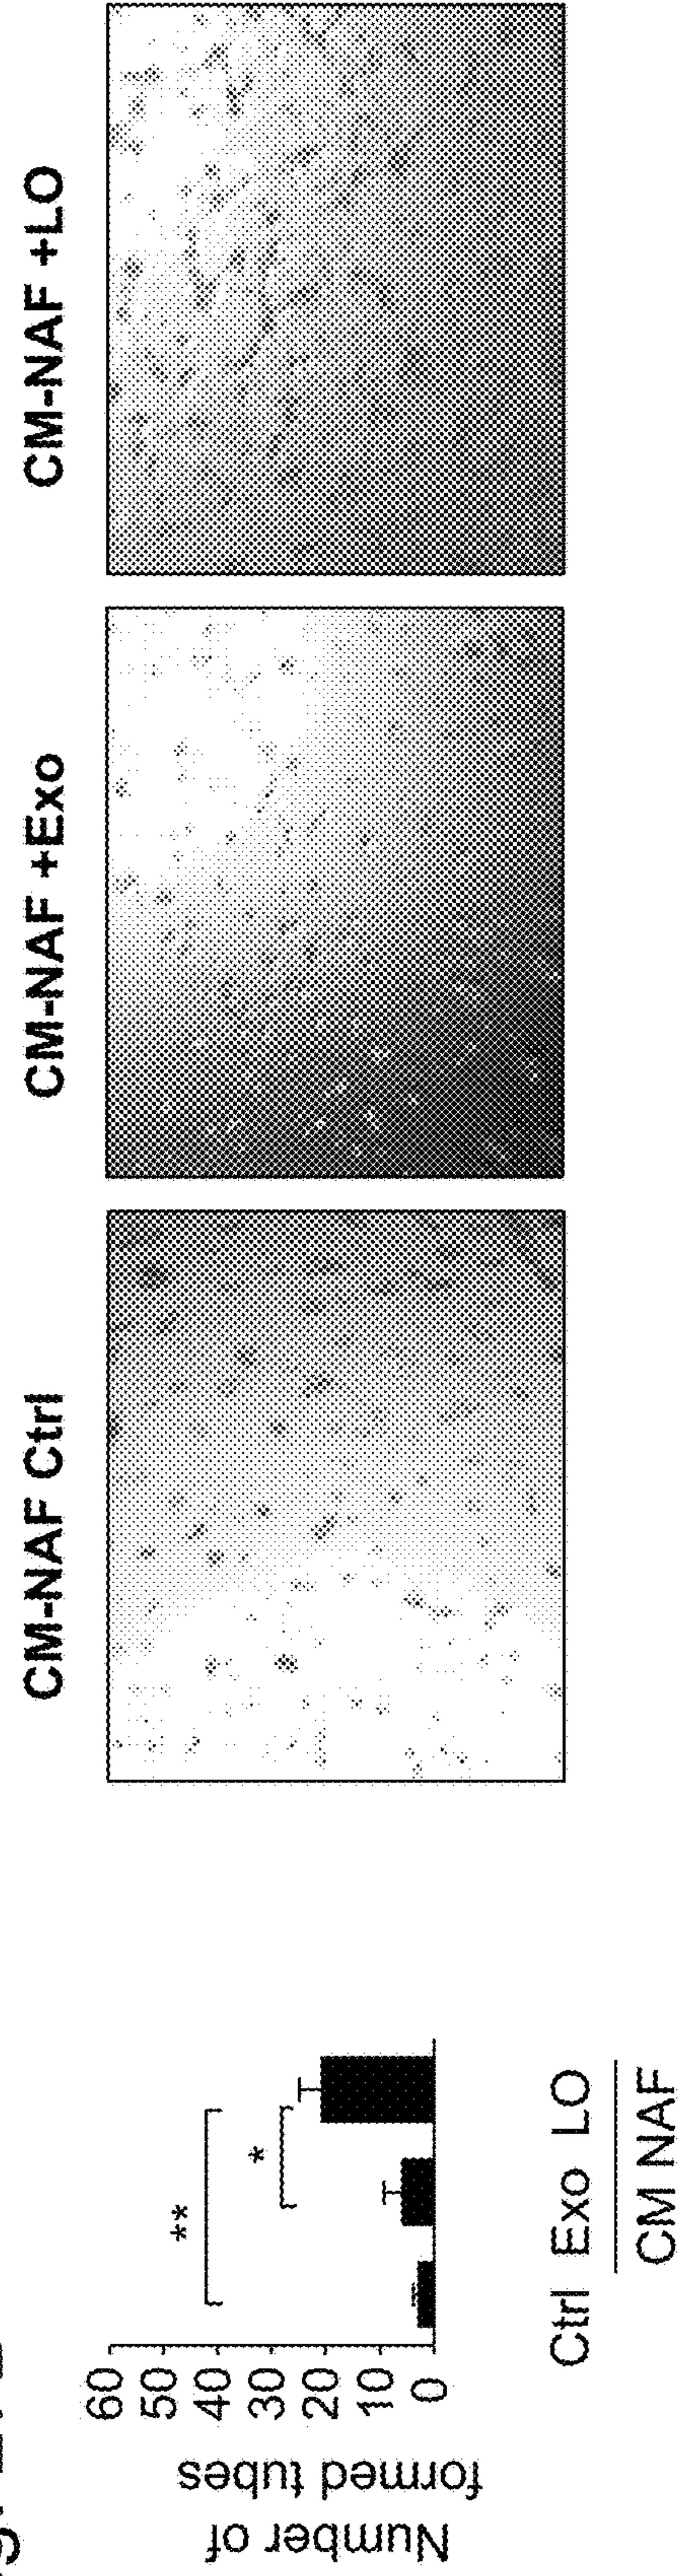 Number of
formed tubes
60
50
40
30
20
10
0
**
*
Ctrl Exo LO
CM NAF
CM-NAF Ctrl
CM-NAF +Exo
CM-NAF +LO